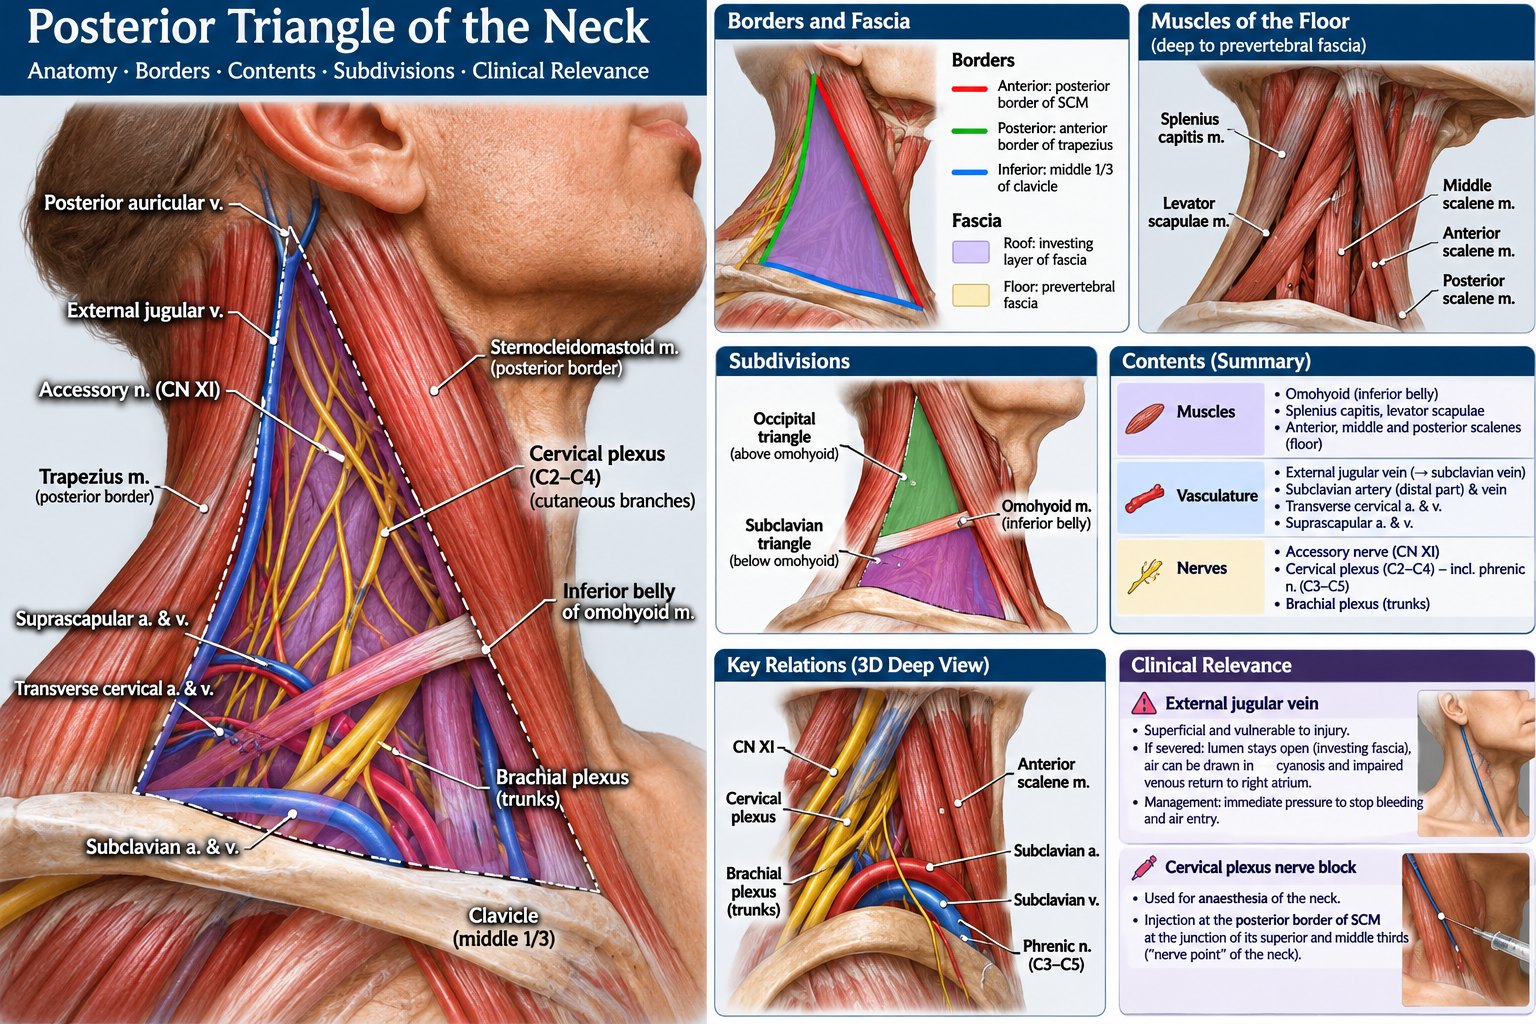 Posterior Triangle of the Neck
Anatomy · Borders · Contents · Subdivisions · Clinical Relevance
Posterior auricular v.
External jugular v.
Accessory n. (CN XI)
Trapezius m.
(posterior border)
Suprascapular a. & v.
Transverse cervical a. & v.
Subclavian a. & v.
Sternocleidomastoid m.
(posterior border)
Cervical plexus
(C2–C4)
(cutaneous branches)
Inferior belly
of omohyoid m.
Brachial plexus
(trunks)
Clavicle
(middle 1/3)
Borders and Fascia
Borders
Anterior: posterior
border of SCM
Posterior: anterior
border of trapezius
Inferior: middle 1/3
of clavicle
Fascia
Roof: investing
layer of fascia
Floor: prevertebral
fascia
Muscles of the Floor
(deep to prevertebral fascia)
Splenius
capitis m.
Levator
scapulae m.
Middle
scalene m.
Anterior
scalene m.
Posterior
scalene m.
Subdivisions
Occipital
triangle
(above omohyoid)
Subclavian
triangle
(below omohyoid)
Omohyoid m.
(inferior belly)
Contents (Summary)
Muscles
• Omohyoid (inferior belly)
• Splenius capitis, levator scapulae
• Anterior, middle and posterior scalenes
(floor)
Vasculature
• External jugular vein (→ subclavian vein)
• Subclavian artery (distal part) & vein
• Transverse cervical a. & v.
• Suprascapular a. & v.
Nerves
• Accessory nerve (CN XI)
• Cervical plexus (C2–C4) – incl. phrenic
n. (C3–C5)
• Brachial plexus (trunks)
Key Relations (3D Deep View)
CN XI
Cervical
plexus
Brachial
plexus
(trunks)
Anterior
scalene m.
Subclavian a.
Subclavian v.
Phrenic n.
(C3–C5)
Clinical Relevance
External jugular vein
• Superficial and vulnerable to injury.
• If severed: lumen stays open (investing fascia),
air can be drawn in cyanosis and impaired
venous return to right atrium.
• Management: immediate pressure to stop bleeding
and air entry.
Cervical plexus nerve block
• Used for anaesthesia of the neck.
• Injection at the posterior border of SCM
at the junction of its superior and middle thirds
("nerve point" of the neck).